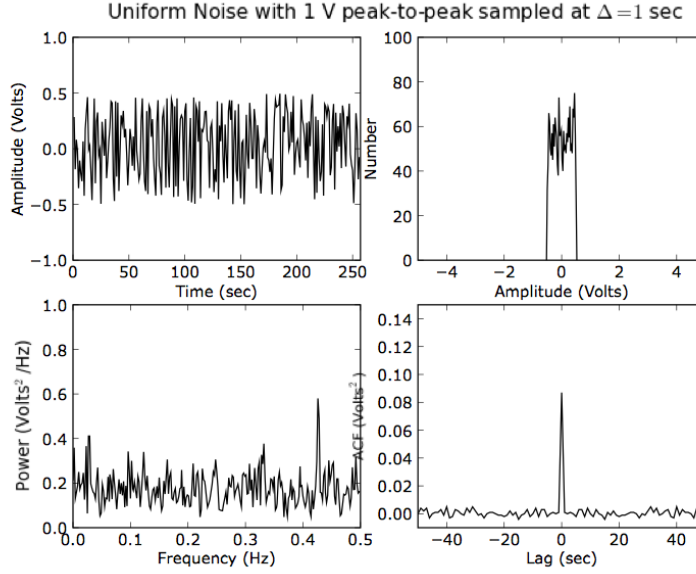 Uniform Noise with 1 V peak-to-peak sampled at Δ=1 sec
1.0
0.5
0.0
−0.5
−1.0
Amplitude (Volts)
0 50 100 150 200 250
Time (sec)
100
80
60
40
20
0
Number
−4 −2 0 2 4
Amplitude (Volts)
1.0
0.8
0.6
0.4
0.2
0.0
Power (Volts² /Hz)
0.0 0.1 0.2 0.3 0.4 0.5
Frequency (Hz)
0.14
0.12
0.10
0.08
0.06
0.04
0.02
0.00
ACF (Volts² )
−40 −20 0 20 40
Lag (sec)